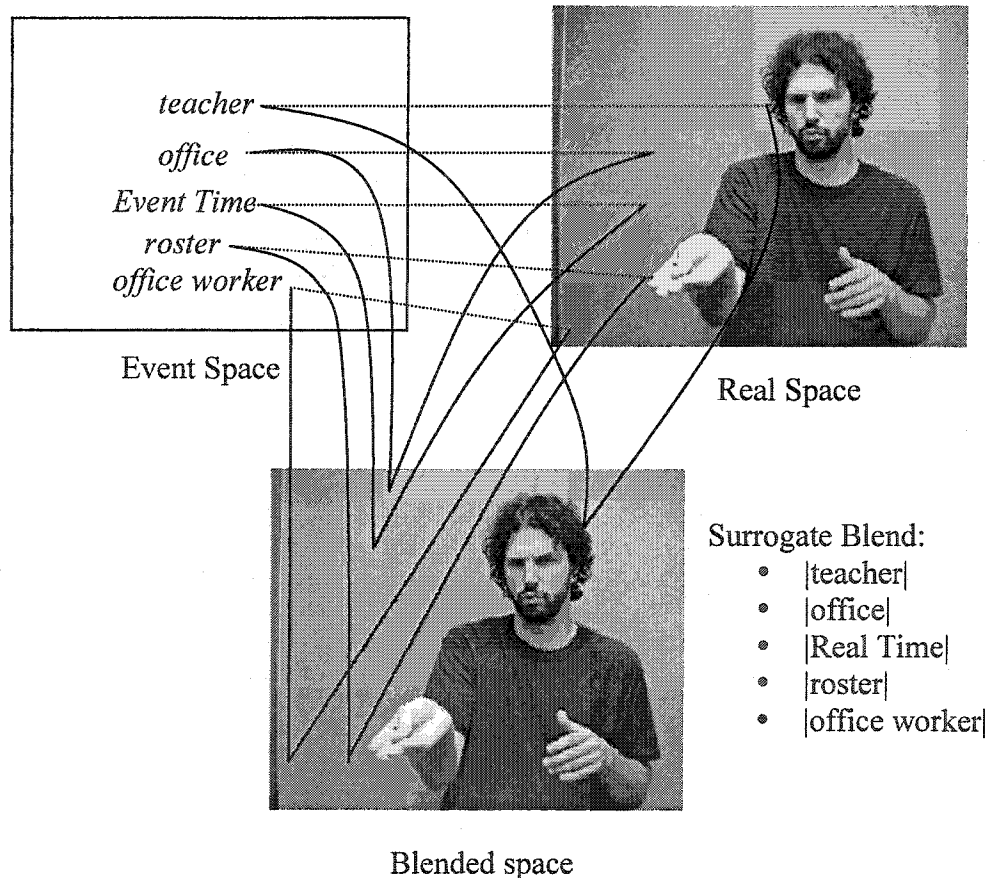 teacher
office
Event Time
roster
office worker
Event Space
Real Space
Surrogate Blend:
• |teacher|
• |office|
• |Real Time|
• |roster|
• |office worker|
Blended space